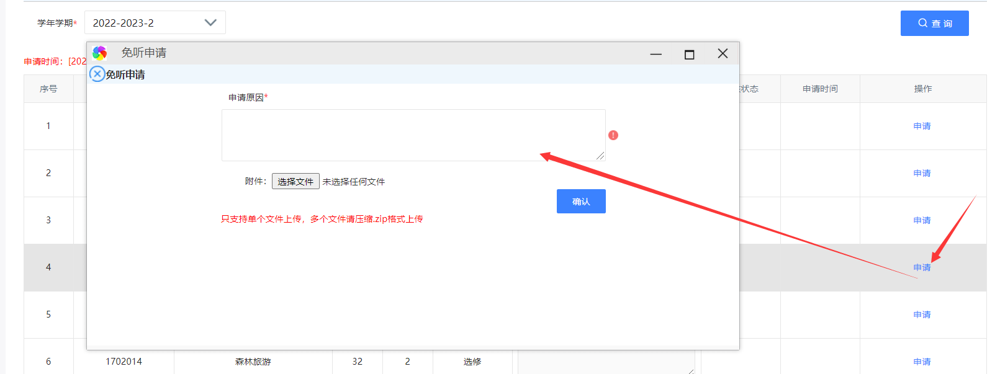 学年学期* 2022-2023-2 查 询
免听申请
申请时间：[202
免听申请
序号 状态 申请时间 操作
申请原因*
1 申请
2 申请
附件： 选择文件 未选择任何文件
确认
3 只支持单个文件上传，多个文件请压缩.zip格式上传 申请
4 申请
5 申请
6 1702014 森林旅游 32 2 选修 申请